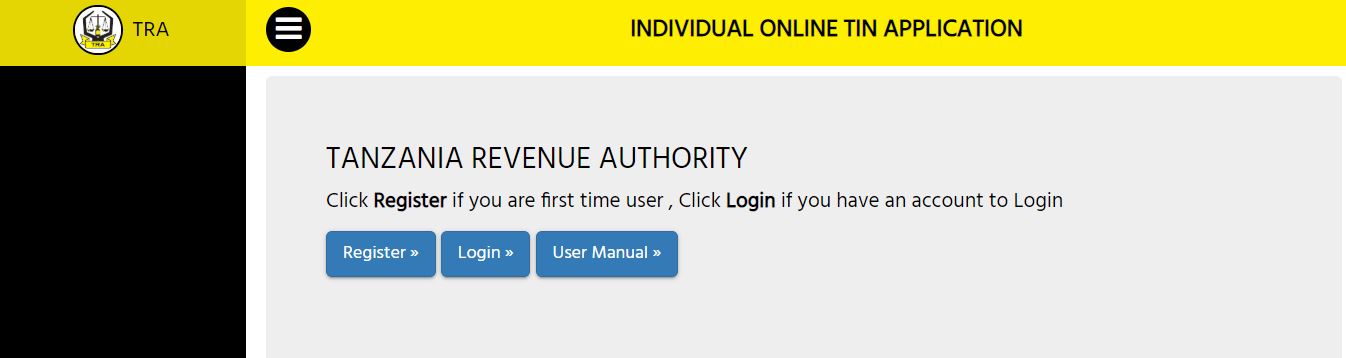 TRA
TRA
INDIVIDUAL ONLINE TIN APPLICATION
TANZANIA REVENUE AUTHORITY
Click Register if you are first time user , Click Login if you have an account to Login
Register »
Login »
User Manual »